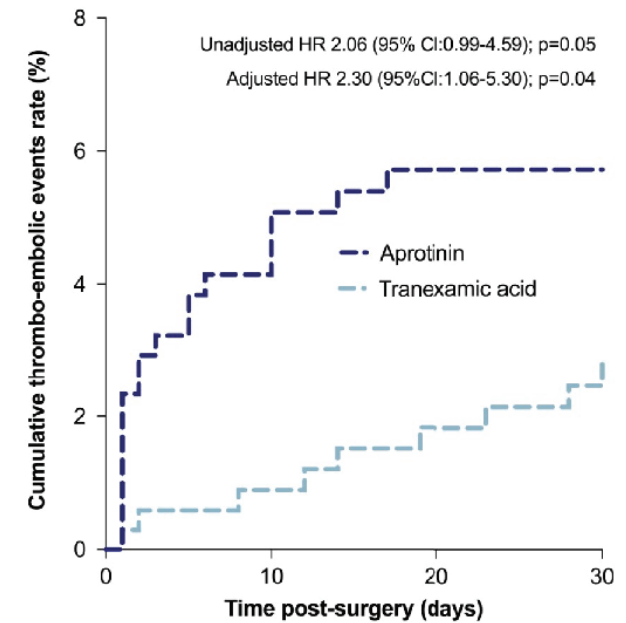 8
Unadjusted HR 2.06 (95% CI:0.99-4.59); p=0.05
Adjusted HR 2.30 (95%CI:1.06-5.30); p=0.04
6
Aprotinin
4
Tranexamic acid
2
0
Cumulative thrombo-embolic events rate (%)
0 10 20 30
Time post-surgery (days)